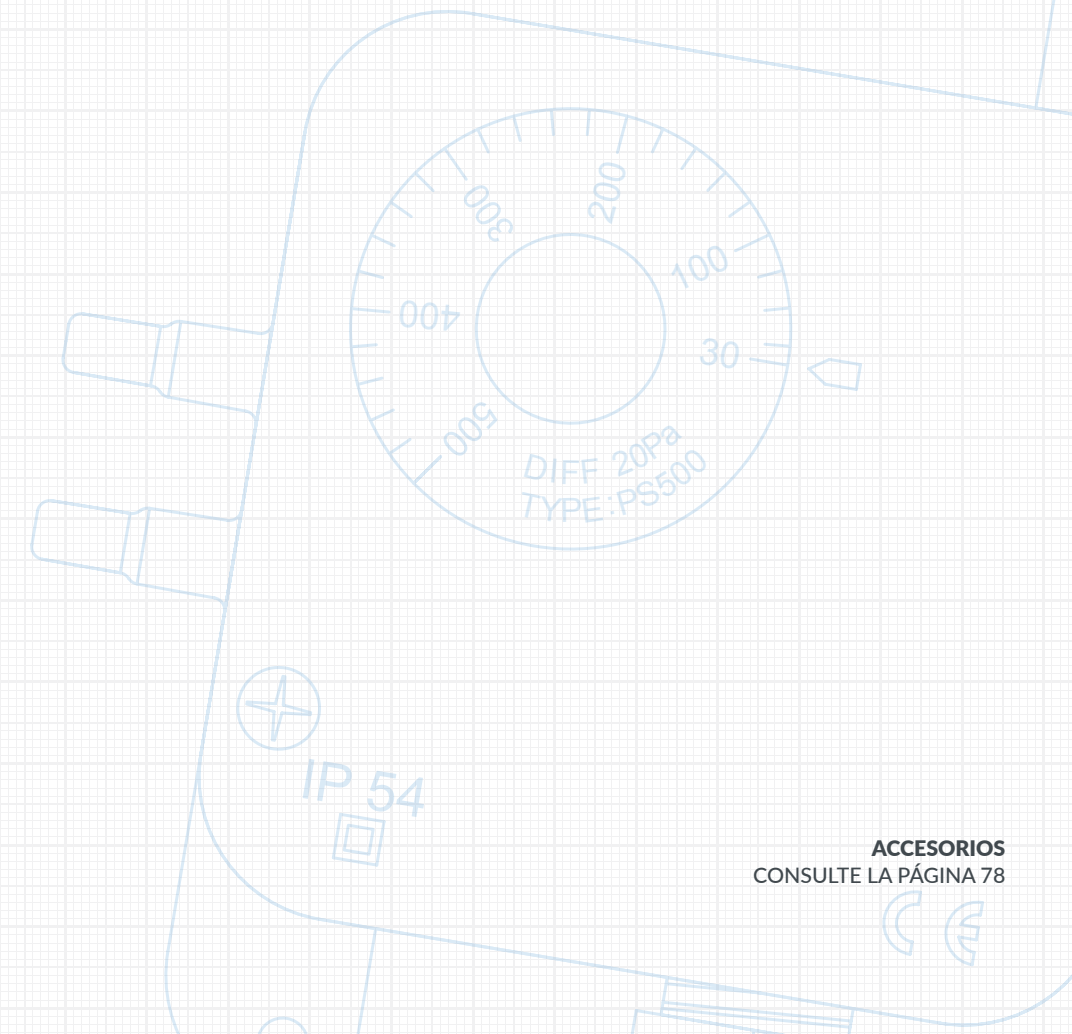 200
300
100
400
30
500
DIFF 20Pa
TYPE:PS500
IP 54
ACCESORIOS
CONSULTE LA PÁGINA 78
CE